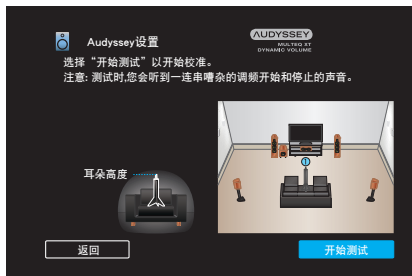 Audyssey设置
AUDYSSEY
MULTEQ XT
DYNAMIC VOLUME
选择“开始测试”以开始校准。
注意: 测试时,您会听到一连串嘈杂的调频开始和停止的声音。
耳朵高度
1
返回
开始测试